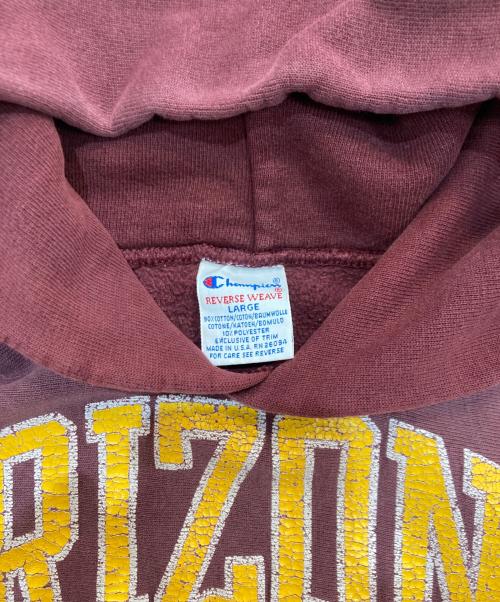 Champion®
REVERSE WEAVE®
LARGE
90% COTTON/COTON/BAUMWOLLE
COTONE/KATOEN/BOMULD
10% POLYESTER
EXCLUSIVE OF TRIM
MADE IN U.S.A. RN 26094
FOR CARE SEE REVERSE
RIZON